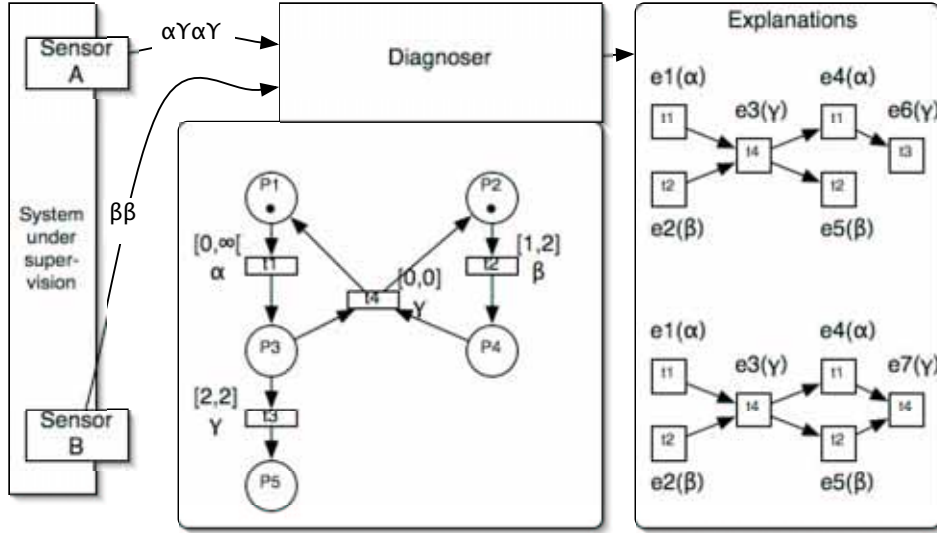 Sensor
A
αγαγ
Diagnoser
Explanations
System
under
super-
vision
ββ
Sensor
B
P1
P2
[0,∞[
α
t1
[1,2]
β
t2
[0,0]
γ
t4
P3
P4
[2,2]
γ
t3
P5
e1(α)
e4(α)
t1
e3(γ)
t1
e6(γ)
t4
t3
t2
t2
e2(β)
e5(β)
e1(α)
e4(α)
t1
e3(γ)
t1
e7(γ)
t4
t4
t2
t2
e2(β)
e5(β)